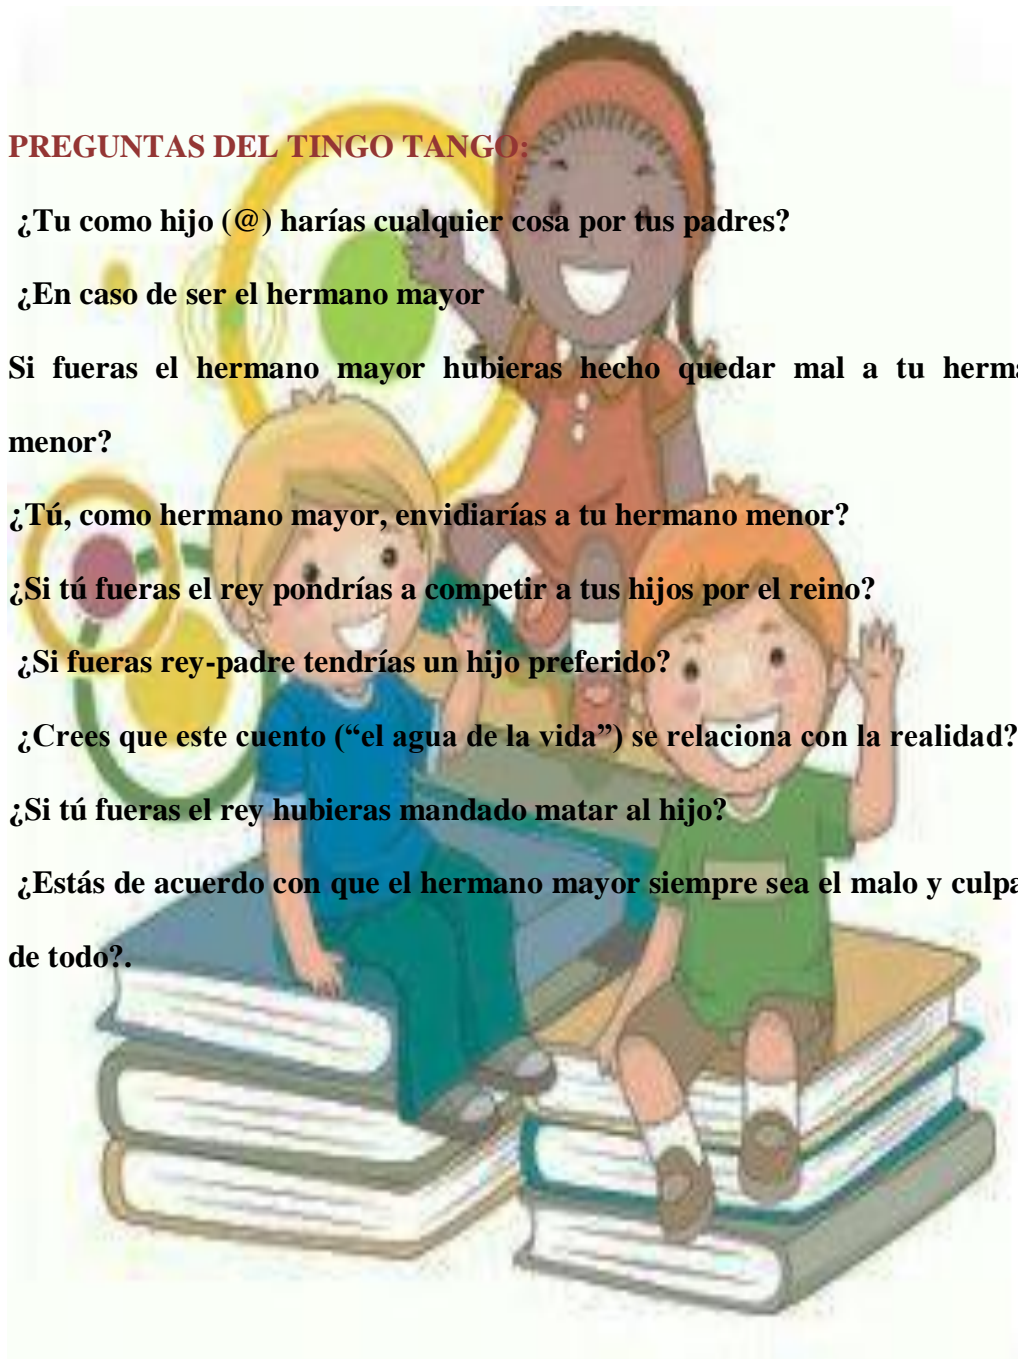 PREGUNTAS DEL TINGO TANGO:
¿Tu como hijo (@) harías cualquier cosa por tus padres?
¿En caso de ser el hermano mayor
Si fueras el hermano mayor hubieras hecho quedar mal a tu
menor?
¿Tú, como hermano mayor, envidiarías a tu hermano menor?
¿Si tú fueras el rey pondrías a competir a tus hijos por el reino?
¿Si fueras rey-padre tendrías un hijo preferido?
¿Crees que este cuento (“el agua de la vida”) se relaciona con la realidad?
¿Si tú fueras el rey hubieras mandado matar al hijo?
¿Estás de acuerdo con que el hermano mayor siempre sea el malo y
de todo?.